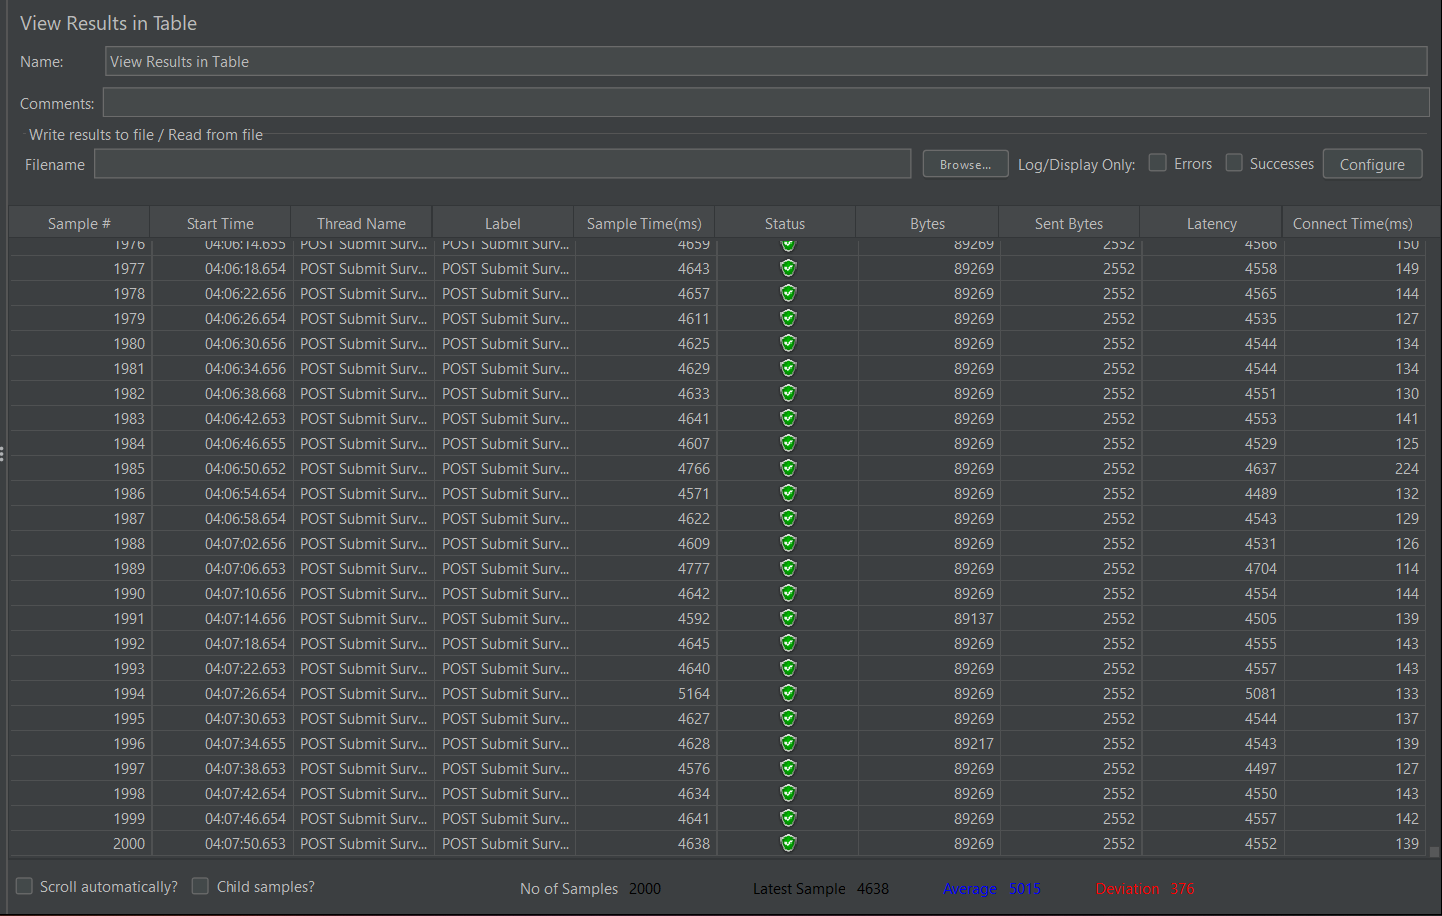 View Results in Table
Name: View Results in Table
Comments:
Write results to file / Read from file
Filename Browse... Log/Display Only: Errors Successes Configure
Sample # Start Time Thread Name Label Sample Time(ms) Status Bytes Sent Bytes Latency Connect Time(ms)
1976 04:06:14.655 POST Submit Surv... POST Submit Surv... 4659 89269 2552 4566 150
1977 04:06:18.654 POST Submit Surv... POST Submit Surv... 4643 89269 2552 4558 149
1978 04:06:22.656 POST Submit Surv... POST Submit Surv... 4657 89269 2552 4565 144
1979 04:06:26.654 POST Submit Surv... POST Submit Surv... 4611 89269 2552 4535 127
1980 04:06:30.656 POST Submit Surv... POST Submit Surv... 4625 89269 2552 4544 134
1981 04:06:34.656 POST Submit Surv... POST Submit Surv... 4629 89269 2552 4544 134
1982 04:06:38.668 POST Submit Surv... POST Submit Surv... 4633 89269 2552 4551 130
1983 04:06:42.653 POST Submit Surv... POST Submit Surv... 4641 89269 2552 4553 141
1984 04:06:46.655 POST Submit Surv... POST Submit Surv... 4607 89269 2552 4529 125
1985 04:06:50.652 POST Submit Surv... POST Submit Surv... 4766 89269 2552 4637 224
1986 04:06:54.654 POST Submit Surv... POST Submit Surv... 4571 89269 2552 4489 132
1987 04:06:58.654 POST Submit Surv... POST Submit Surv... 4622 89269 2552 4543 129
1988 04:07:02.656 POST Submit Surv... POST Submit Surv... 4609 89269 2552 4531 126
1989 04:07:06.653 POST Submit Surv... POST Submit Surv... 4777 89269 2552 4704 114
1990 04:07:10.656 POST Submit Surv... POST Submit Surv... 4642 89269 2552 4554 144
1991 04:07:14.656 POST Submit Surv... POST Submit Surv... 4592 89137 2552 4505 139
1992 04:07:18.654 POST Submit Surv... POST Submit Surv... 4645 89269 2552 4555 143
1993 04:07:22.653 POST Submit Surv... POST Submit Surv... 4640 89269 2552 4557 143
1994 04:07:26.654 POST Submit Surv... POST Submit Surv... 5164 89269 2552 5081 133
1995 04:07:30.653 POST Submit Surv... POST Submit Surv... 4627 89269 2552 4544 137
1996 04:07:34.655 POST Submit Surv... POST Submit Surv... 4628 89217 2552 4543 139
1997 04:07:38.653 POST Submit Surv... POST Submit Surv... 4576 89269 2552 4497 127
1998 04:07:42.654 POST Submit Surv... POST Submit Surv... 4634 89269 2552 4550 143
1999 04:07:46.654 POST Submit Surv... POST Submit Surv... 4641 89269 2552 4557 142
2000 04:07:50.653 POST Submit Surv... POST Submit Surv... 4638 89269 2552 4552 139
Scroll automatically? Child samples? No of Samples 2000 Latest Sample 4638 Average 5015 Deviation 376